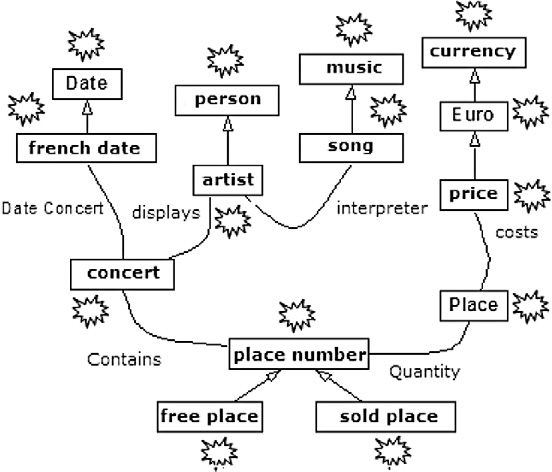 currency
music
Date
person
Euro
french date
song
artist
price
Date Concert
displays
interpreter
costs
concert
Place
Contains
place number
Quantity
free place
sold place